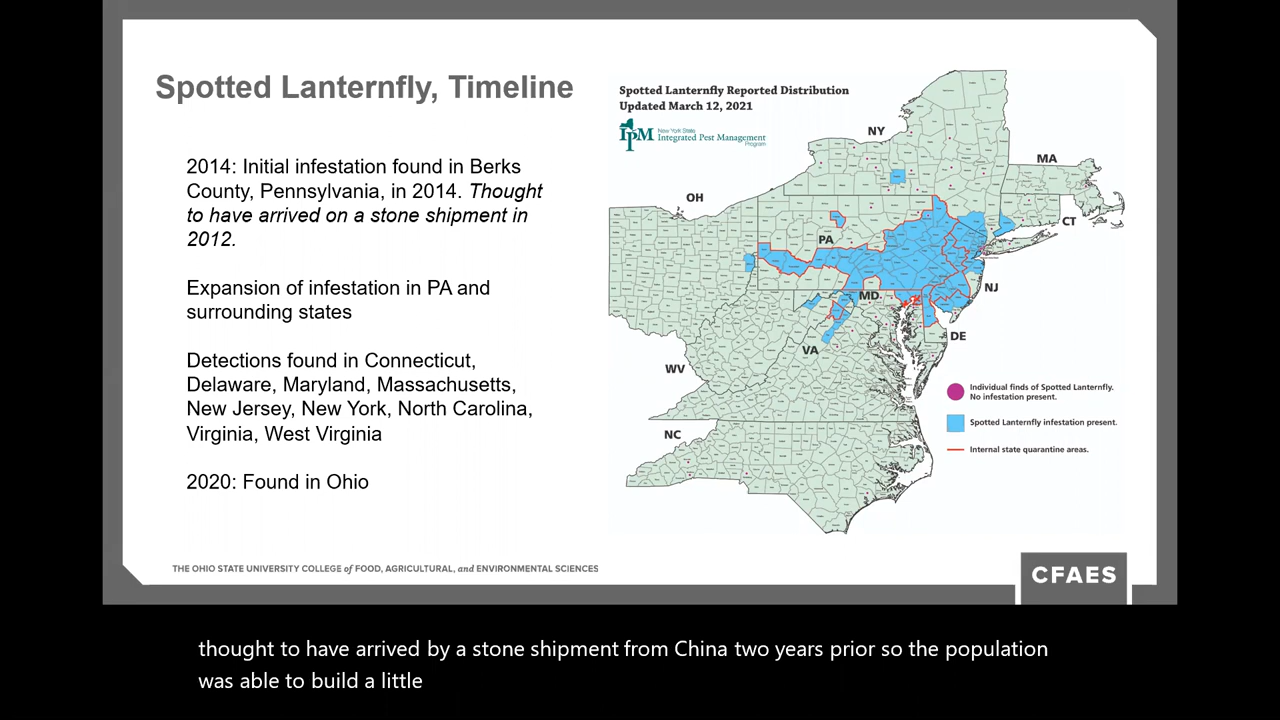 Spotted Lanternfly, Timeline
2014: Initial infestation found in Berks
County, Pennsylvania, in 2014. Thought
to have arrived on a stone shipment in
2012.
Expansion of infestation in PA and
surrounding states
Detections found in Connecticut,
Delaware, Maryland, Massachusetts,
New Jersey, New York, North Carolina,
Virginia, West Virginia
2020: Found in Ohio
Spotted Lanternfly Reported Distribution
Updated March 12, 2021
IPM
New York State
Integrated Pest Management
Program
NY
MA
OH
CT
PA
NJ
MD
DE
VA
WV
NC
Individual finds of Spotted Lanternfly.
No infestation present.
Spotted Lanternfly infestation present.
Internal state quarantine areas.
THE OHIO STATE UNIVERSITY COLLEGE of FOOD, AGRICULTURAL, and ENVIRONMENTAL SCIENCES
CFAES
thought to have arrived by a stone shipment from China two years prior so the population
was able to build a little